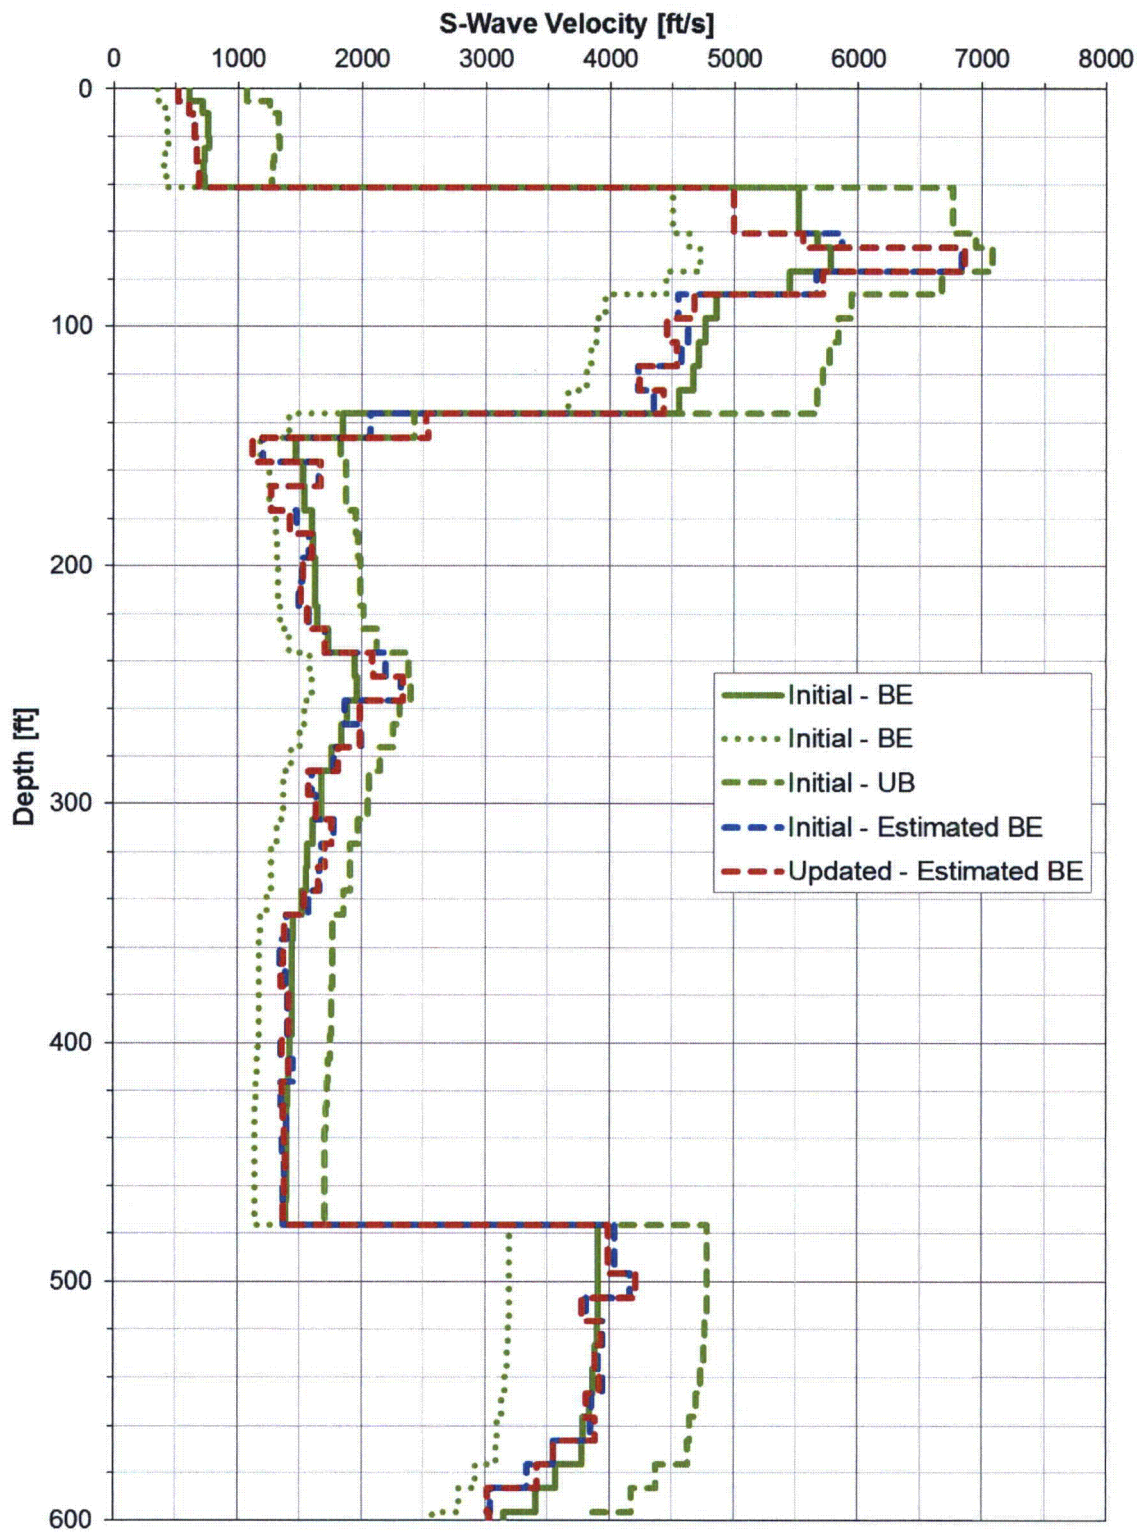 S-Wave Velocity [ft/s]
0 1000 2000 3000 4000 5000 6000 7000 8000
0
100
200
300
400
500
600
Depth [ft]
Initial - BE
Initial - BE
Initial - UB
Initial - Estimated BE
Updated - Estimated BE